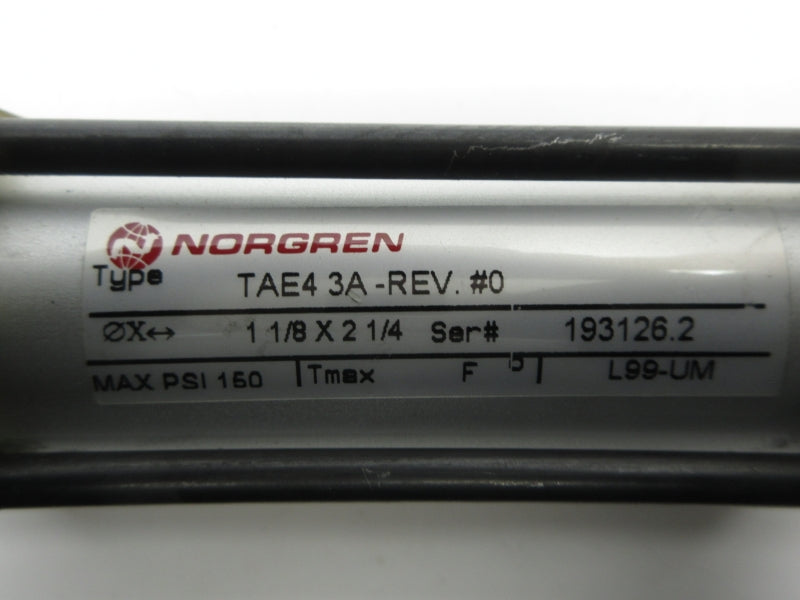 NORGREN
Type TAE4 3A -REV. #0
ØX↔ 1 1/8 X 2 1/4 Ser# 193126.2
MAX PSI 150 Tmax F L99-UM